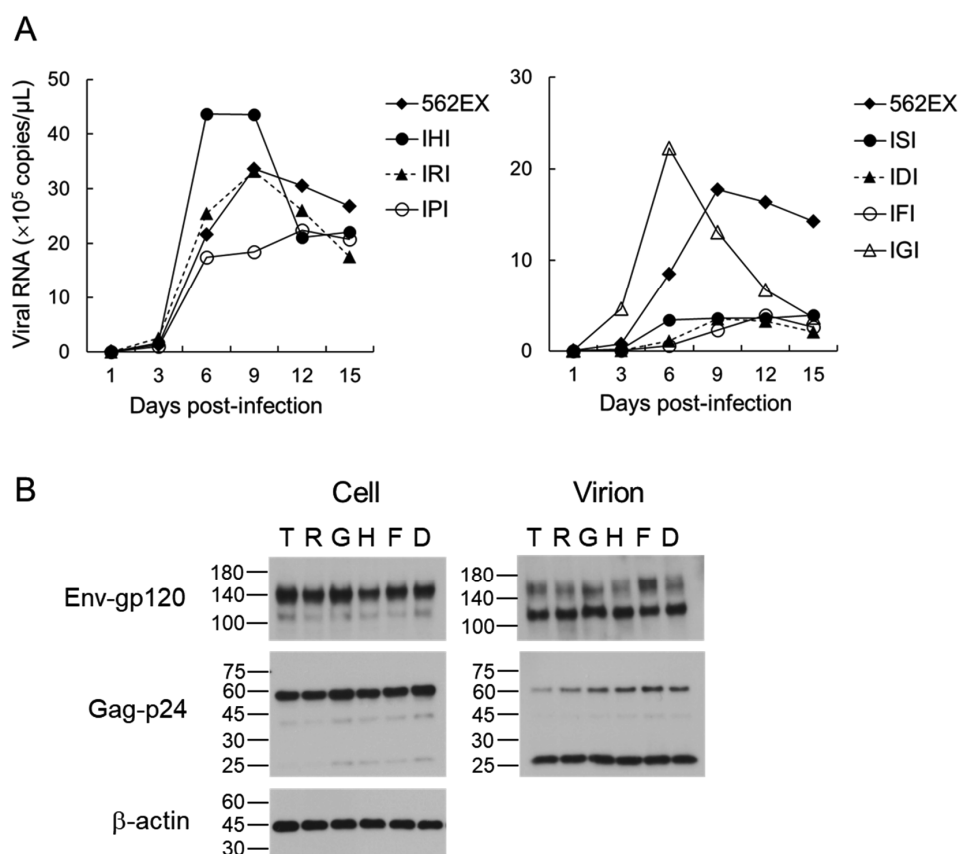 A
Viral RNA (×10⁵ copies/μL)
50
40
30
20
10
0
1 3 6 9 12 15
Days post-infection
562EX
IHI
IRI
IPI
30
20
10
0
1 3 6 9 12 15
Days post-infection
562EX
ISI
IDI
IFI
IGI
B
Cell
Virion
T R G H F D
T R G H F D
Env-gp120
180
140
100
180
140
100
Gag-p24
75
60
45
30
25
75
60
45
30
25
β-actin
60
45
30